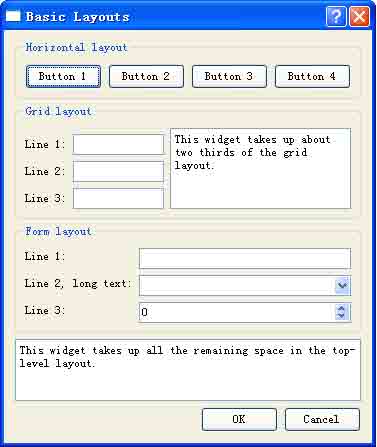 Basic Layouts
Horizontal layout
Button 1 Button 2 Button 3 Button 4
Grid layout
Line 1:
Line 2:
Line 3:
This widget takes up about
two thirds of the grid
layout.
Form layout
Line 1:
Line 2, long text:
Line 3: 0
This widget takes up all the remaining space in the top-
level layout.
OK Cancel